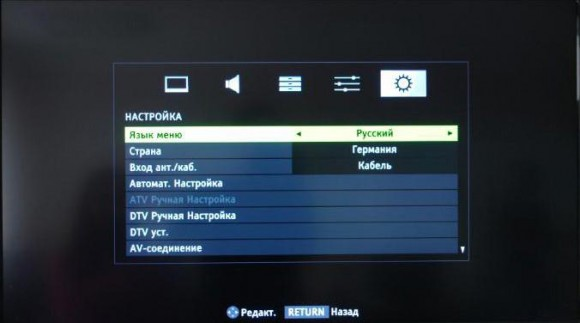 НАСТРОЙКА
Язык меню Русский
Страна Германия
Вход ант./каб. Кабель
Автомат. Настройка
ATV Ручная Настройка
DTV Ручная Настройка
DTV уст.
AV-соединение
Редакт. RETURN Назад